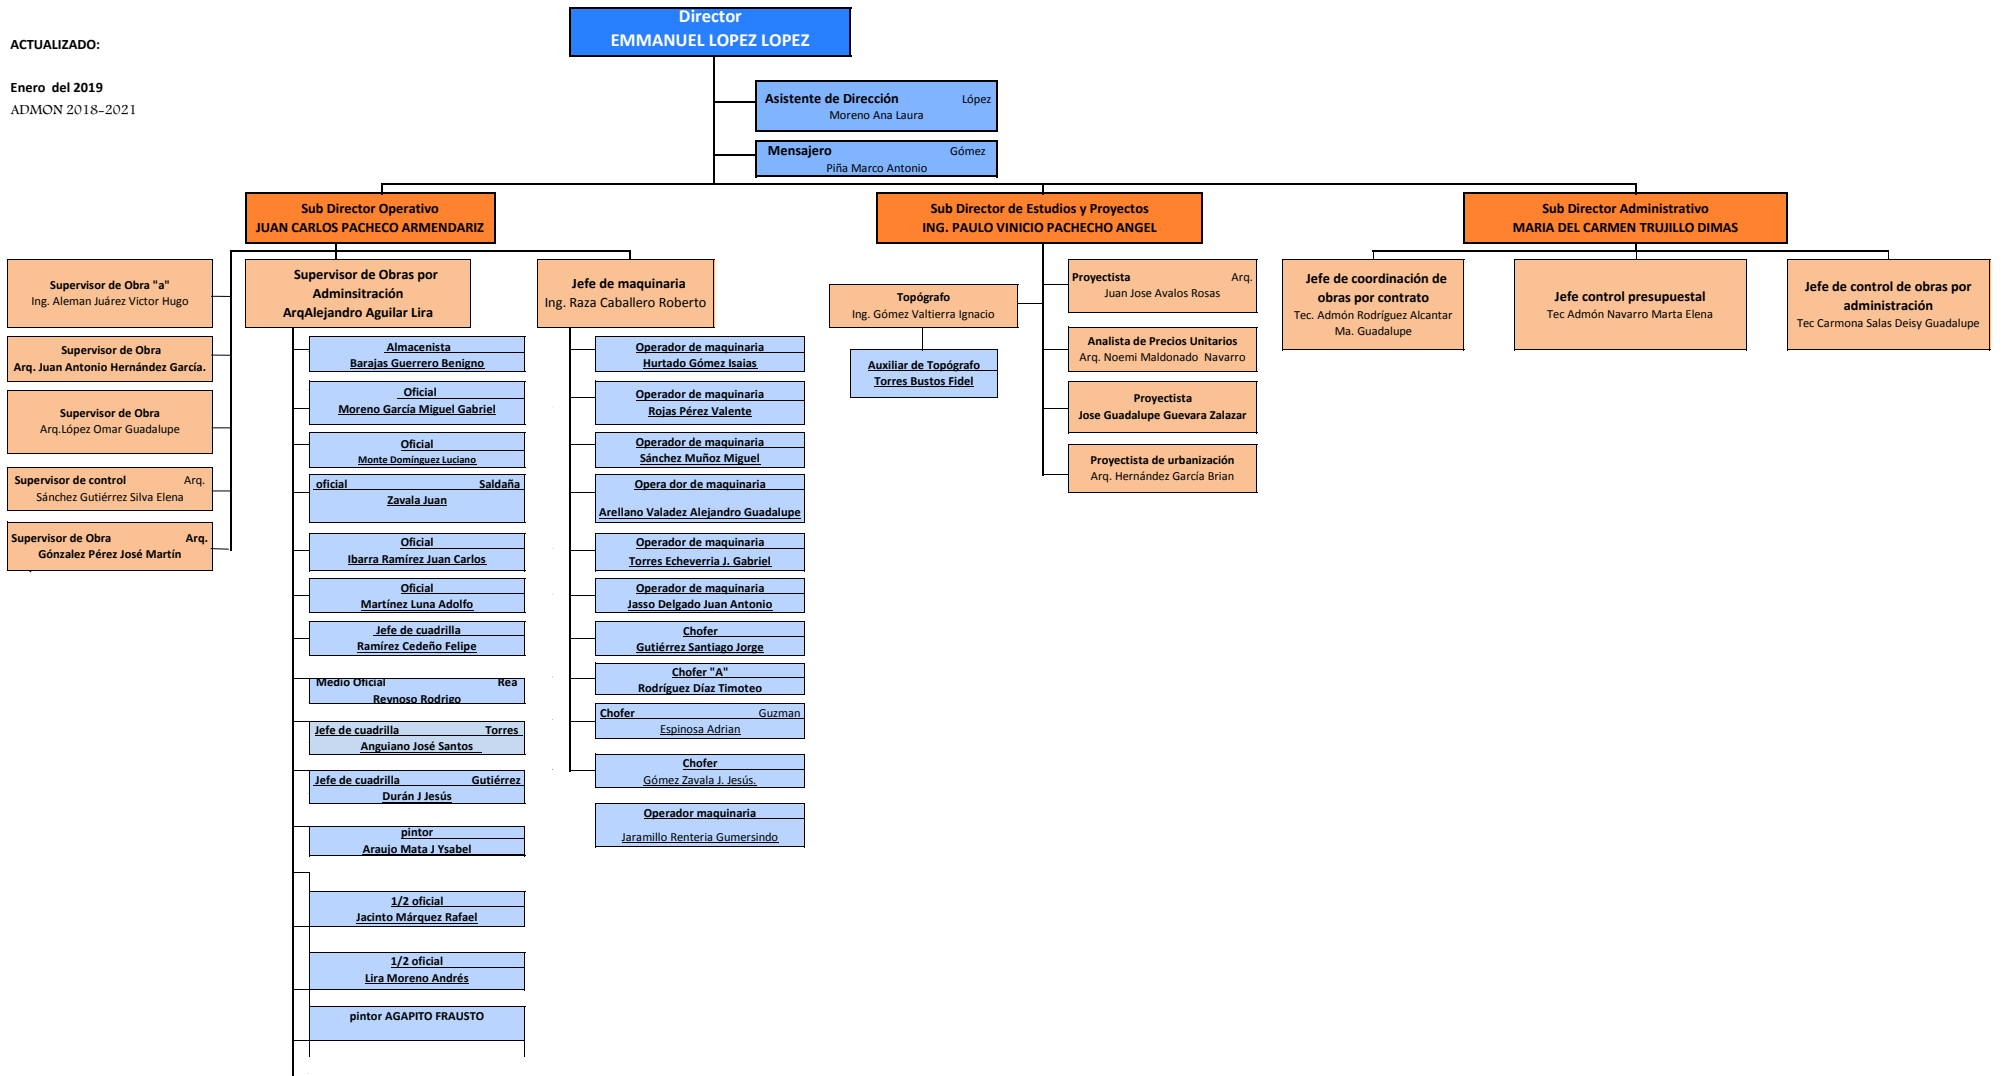 Director
EMMANUEL LOPEZ LOPEZ
ACTUALIZADO:
Enero  del 2019
ADMON 2018-2021
Asistente de Dirección López
Moreno Ana Laura
Mensajero Gómez
Piña Marco Antonio
Sub Director Operativo
JUAN CARLOS PACHECO ARMENDARIZ
Sub Director de Estudios y Proyectos
ING. PAULO VINICIO PACHECHO ANGEL
Sub Director Administrativo
MARIA DEL CARMEN TRUJILLO DIMAS
Supervisor de Obra "a"
Ing. Aleman Juárez Victor Hugo
Supervisor de Obra
Arq. Juan Antonio Hernández García.
Supervisor de Obra
Arq.López Omar Guadalupe
Supervisor de control Arq.
Sánchez Gutiérrez Silva Elena
Supervisor de Obra Arq.
Gónzalez Pérez José Martín
Supervisor de Obras por
Adminsitración
ArqAlejandro Aguilar Lira
Almacenista
Barajas Guerrero Benigno
Oficial
Moreno García Miguel Gabriel
Oficial
Monte Domínguez Luciano
oficial Saldaña
Zavala Juan
Oficial
Ibarra Ramírez Juan Carlos
Oficial
Martínez Luna Adolfo
Jefe de cuadrilla
Ramírez Cedeño Felipe
Medio Oficial Rea
Reynoso Rodrigo
Jefe de cuadrilla Torres
Anguiano José Santos
Jefe de cuadrilla Gutiérrez
Durán J Jesús
pintor
Araujo Mata J Ysabel
1/2 oficial
Jacinto Márquez Rafael
1/2 oficial
Lira Moreno Andrés
pintor AGAPITO FRAUSTO
Jefe de maquinaria
Ing. Raza Caballero Roberto
Operador de maquinaria
Hurtado Gómez Isaias
Operador de maquinaria
Rojas Pérez Valente
Operador de maquinaria
Sánchez Muñoz Miguel
Opera dor de maquinaria
Arellano Valadez Alejandro Guadalupe
Operador de maquinaria
Torres Echeverria J. Gabriel
Operador de maquinaria
Jasso Delgado Juan Antonio
Chofer
Gutiérrez Santiago Jorge
Chofer "A"
Rodríguez Díaz Timoteo
Chofer Guzman
Espinosa Adrian
Chofer
Gómez Zavala J. Jesús.
Operador maquinaria
Jaramillo Renteria Gumersindo
Topógrafo
Ing. Gómez Valtierra Ignacio
Auxiliar de Topógrafo
Torres Bustos Fidel
Proyectista Arq.
Juan Jose Avalos Rosas
Analista de Precios Unitarios
Arq. Noemi Maldonado  Navarro
Proyectista
Jose Guadalupe Guevara Zalazar
Proyectista de urbanización
Arq. Hernández García Brian
Jefe de coordinación de
obras por contrato
Tec. Admón Rodríguez Alcantar
Ma. Guadalupe
Jefe control presupuestal
Tec Admón Navarro Marta Elena
Jefe de control de obras por
administración
Tec Carmona Salas Deisy Guadalupe